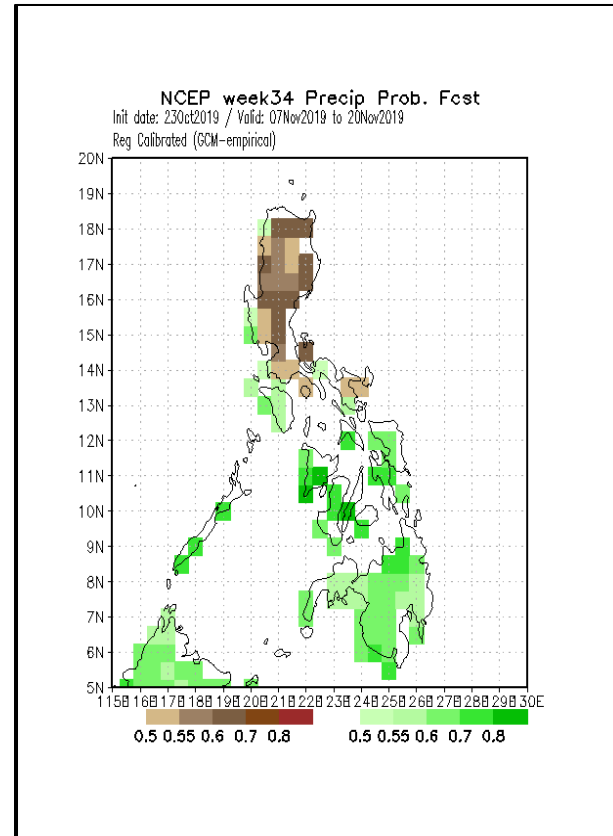 NCEP week34 Precip Prob. Fcst
Init date: 23Oct2019 / Valid: 07Nov2019 to 20Nov2019
Reg Calibrated (GCM-empirical)
20N
19N
18N
17N
16N
15N
14N
13N
12N
11N
10N
9N
8N
7N
6N
5N
115E 116E 117E 118E 119E 120E 121E 122E 123E 124E 125E 126E 127E 128E 129E 130E
0.5 0.55 0.6 0.7 0.8 0.5 0.55 0.6 0.7 0.8